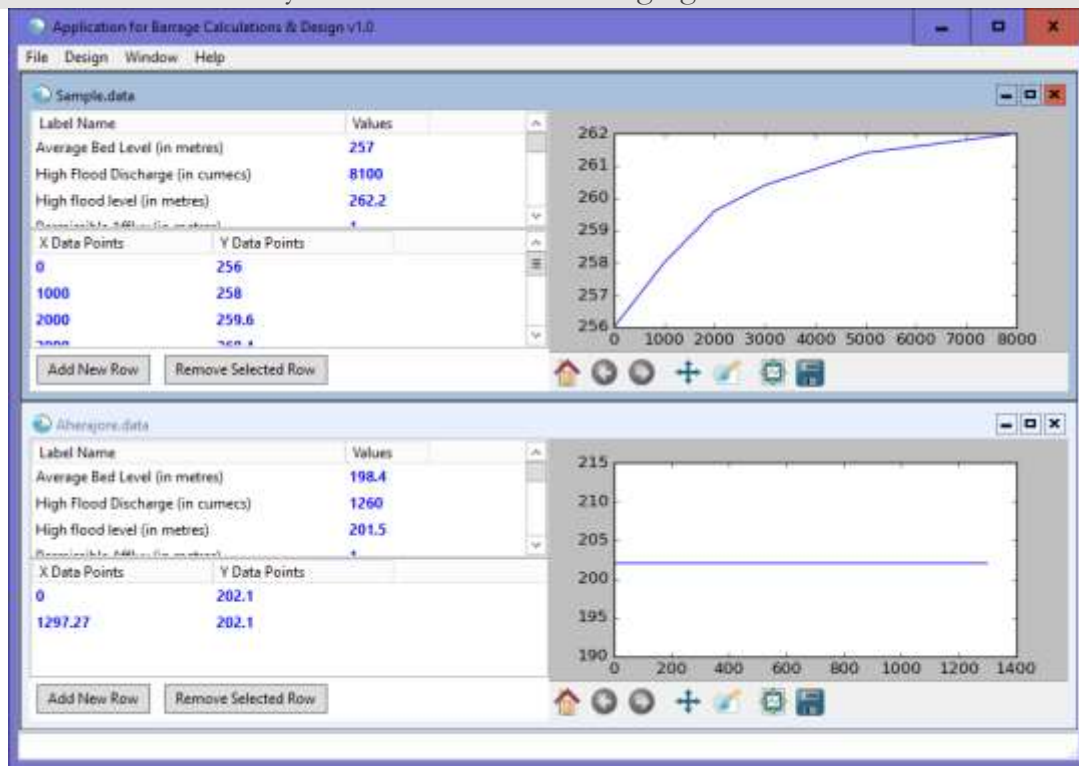 Application for Barrage Calculations & Design v1.0
File Design Window Help
Sample.data
Label Name Values
Average Bed Level (in metres) 257
High Flood Discharge (in cumecs) 8100
High flood level (in metres) 262.2
X Data Points Y Data Points
0 256
1000 258
2000 259.6
Add New Row Remove Selected Row
262
261
260
259
258
257
256
0 1000 2000 3000 4000 5000 6000 7000 8000
Aherajore.data
Label Name Values
Average Bed Level (in metres) 198.4
High Flood Discharge (in cumecs) 1260
High flood level (in metres) 201.5
X Data Points Y Data Points
0 202.1
1297.27 202.1
Add New Row Remove Selected Row
215
210
205
200
195
190
0 200 400 600 800 1000 1200 1400